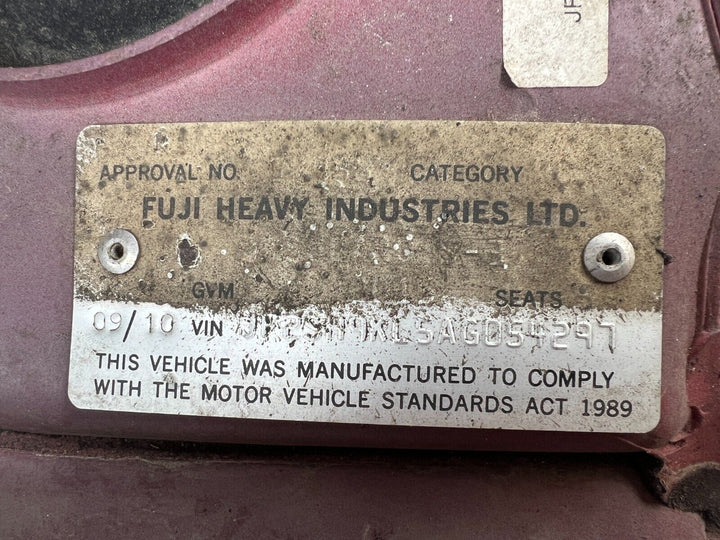 JF
APPROVAL NO. CATEGORY
FUJI HEAVY INDUSTRIES LTD.
GVM SEATS
09/10 VIN
THIS VEHICLE WAS MANUFACTURED TO COMPLY
WITH THE MOTOR VEHICLE STANDARDS ACT 1989